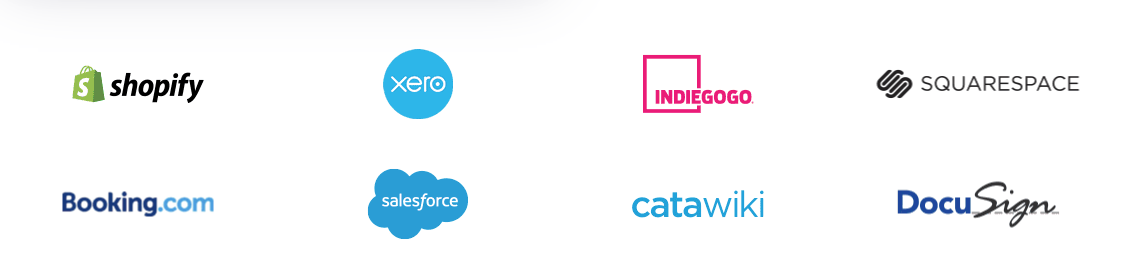 shopify
xero
INDIEGOGO
SQUARESPACE
Booking.com
salesforce
catawiki
DocuSign